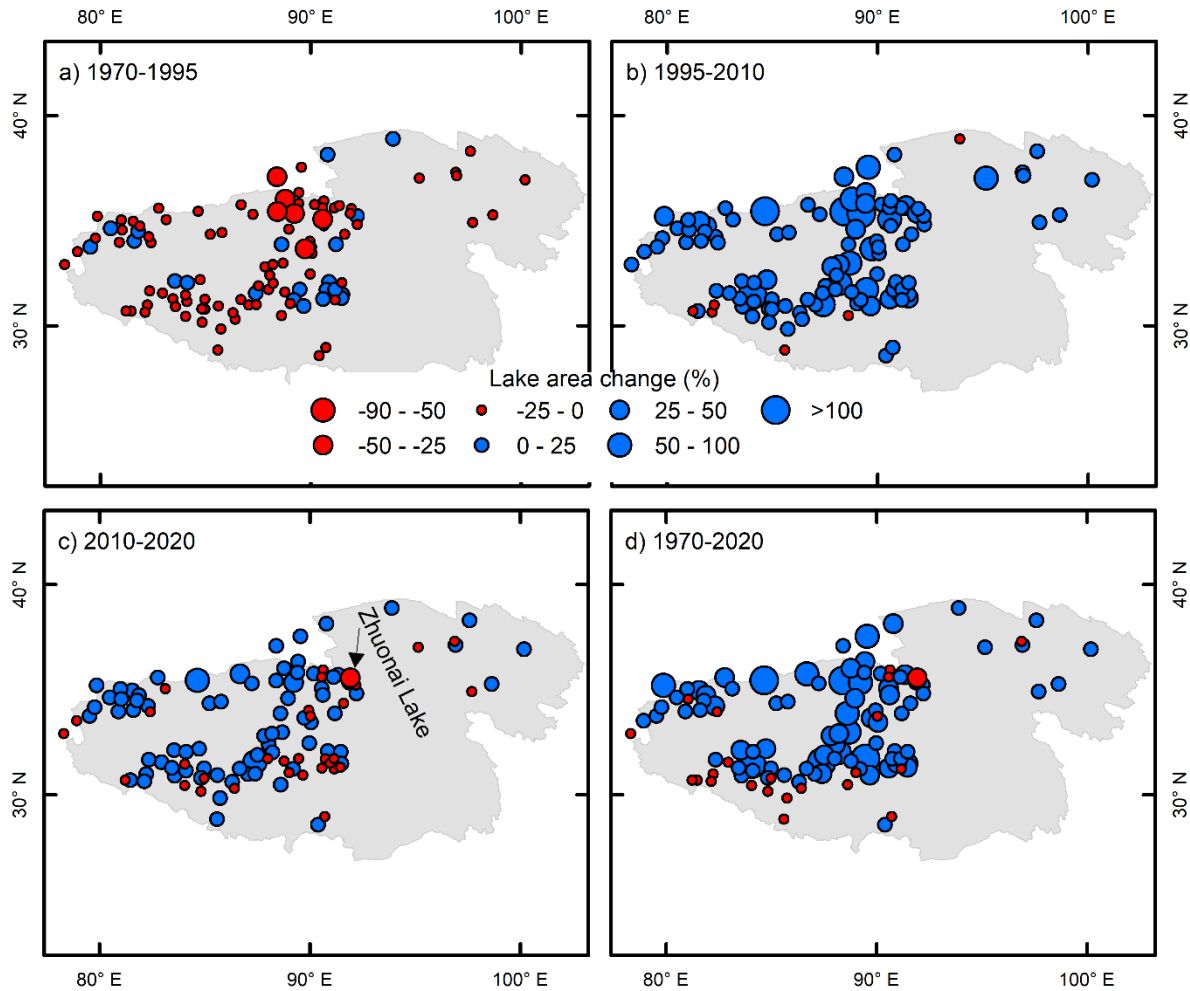 80° E 90° E 100° E 80° E 90° E 100° E
a) 1970-1995
b) 1995-2010
40° N
40° N
30° N
30° N
Lake area change (%)
-90 - -50 -25 - 0 25 - 50 >100
-50 - -25 0 - 25 50 - 100
c) 2010-2020
d) 1970-2020
40° N
40° N
Zhuonai Lake
30° N
30° N
80° E 90° E 100° E 80° E 90° E 100° E